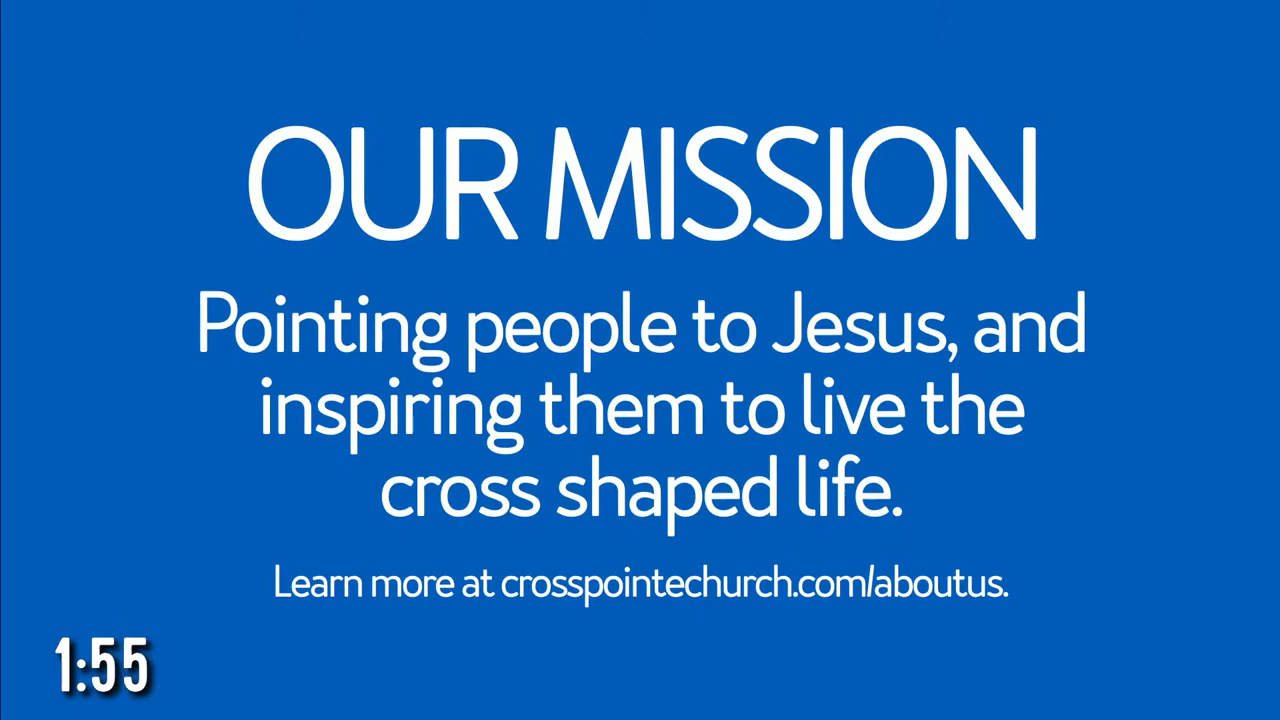 OUR MISSION
Pointing people to Jesus, and
inspiring them to live the
cross shaped life.
Learn more at crosspointechurch.com/aboutus.
1:55